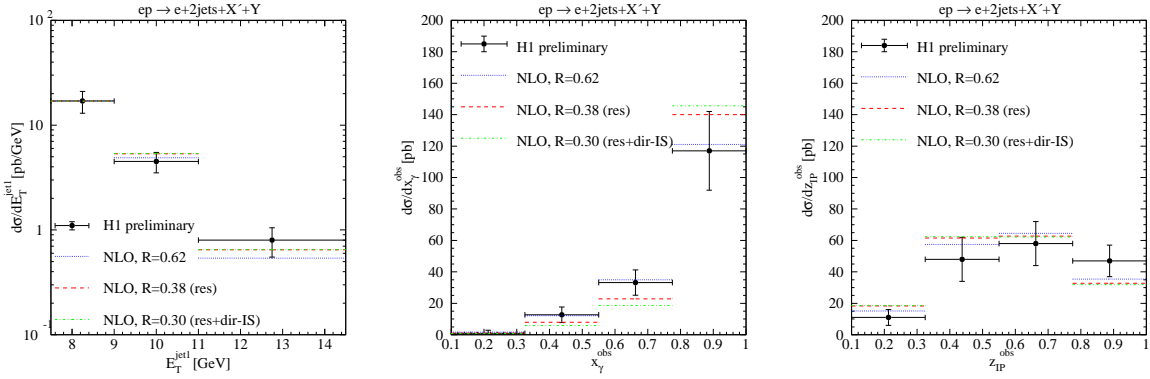 ep → e+2jets+X´+Y
dσ/dE_T^jet1 [pb/GeV]
10^2
10
1
10^-1
H1 preliminary
NLO, R=0.62
NLO, R=0.38 (res)
NLO, R=0.30 (res+dir-IS)
7 8 9 10 11 12 13 14
E_T^jet1 [GeV]
ep → e+2jets+X´+Y
dσ/dx_γ^obs [pb]
200
180
160
140
120
100
80
60
40
20
0
H1 preliminary
NLO, R=0.62
NLO, R=0.38 (res)
NLO, R=0.30 (res+dir-IS)
0.1 0.2 0.3 0.4 0.5 0.6 0.7 0.8 0.9 1
x_γ^obs
ep → e+2jets+X´+Y
dσ/dz_IP^obs [pb]
200
180
160
140
120
100
80
60
40
20
0
H1 preliminary
NLO, R=0.62
NLO, R=0.38 (res)
NLO, R=0.30 (res+dir-IS)
0.1 0.2 0.3 0.4 0.5 0.6 0.7 0.8 0.9 1
z_IP^obs